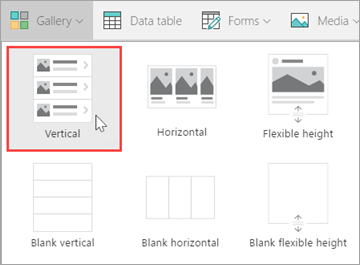 Gallery Data table Forms Media
Vertical Horizontal Flexible height
Blank vertical Blank horizontal Blank flexible height